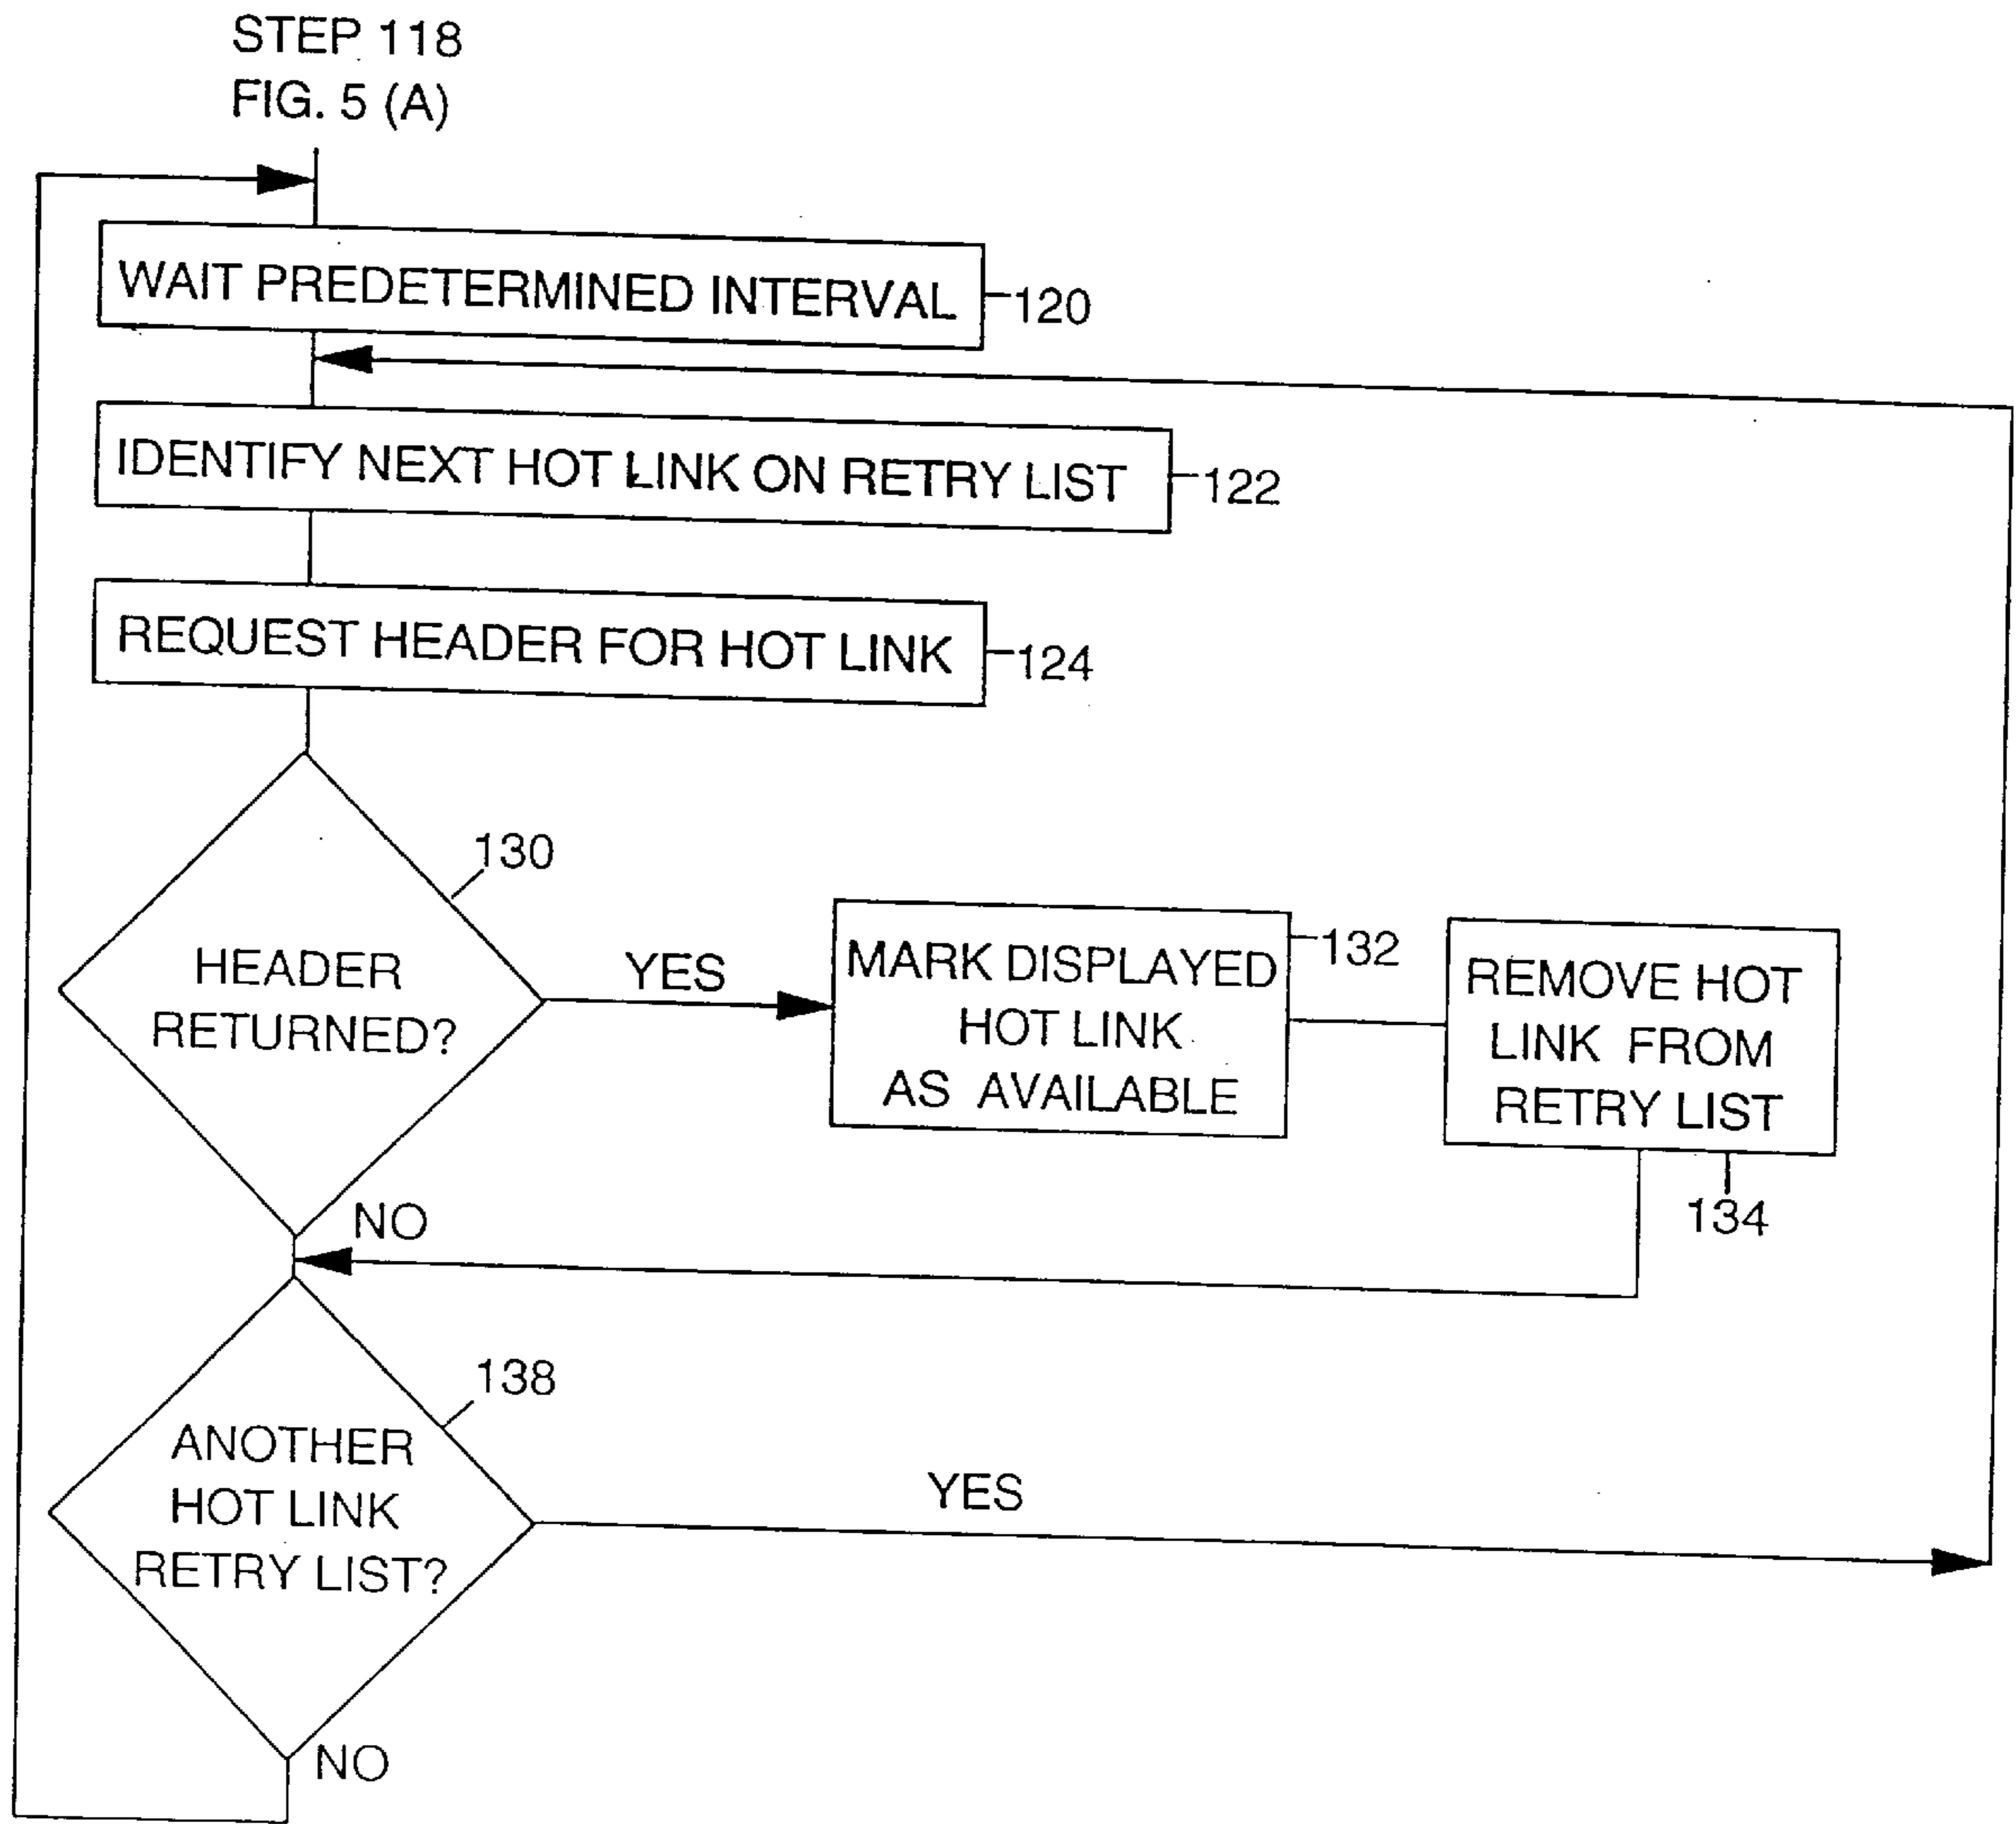 STEP 118
FIG. 5 (A)
WAIT PREDETERMINED INTERVAL
120
IDENTIFY NEXT HOT LINK ON RETRY LIST
122
REQUEST HEADER FOR HOT LINK
124
130
HEADER
RETURNED?
YES
MARK DISPLAYED
HOT LINK
AS AVAILABLE
132
REMOVE HOT
LINK FROM
RETRY LIST
134
NO
138
ANOTHER
HOT LINK
RETRY LIST?
YES
NO